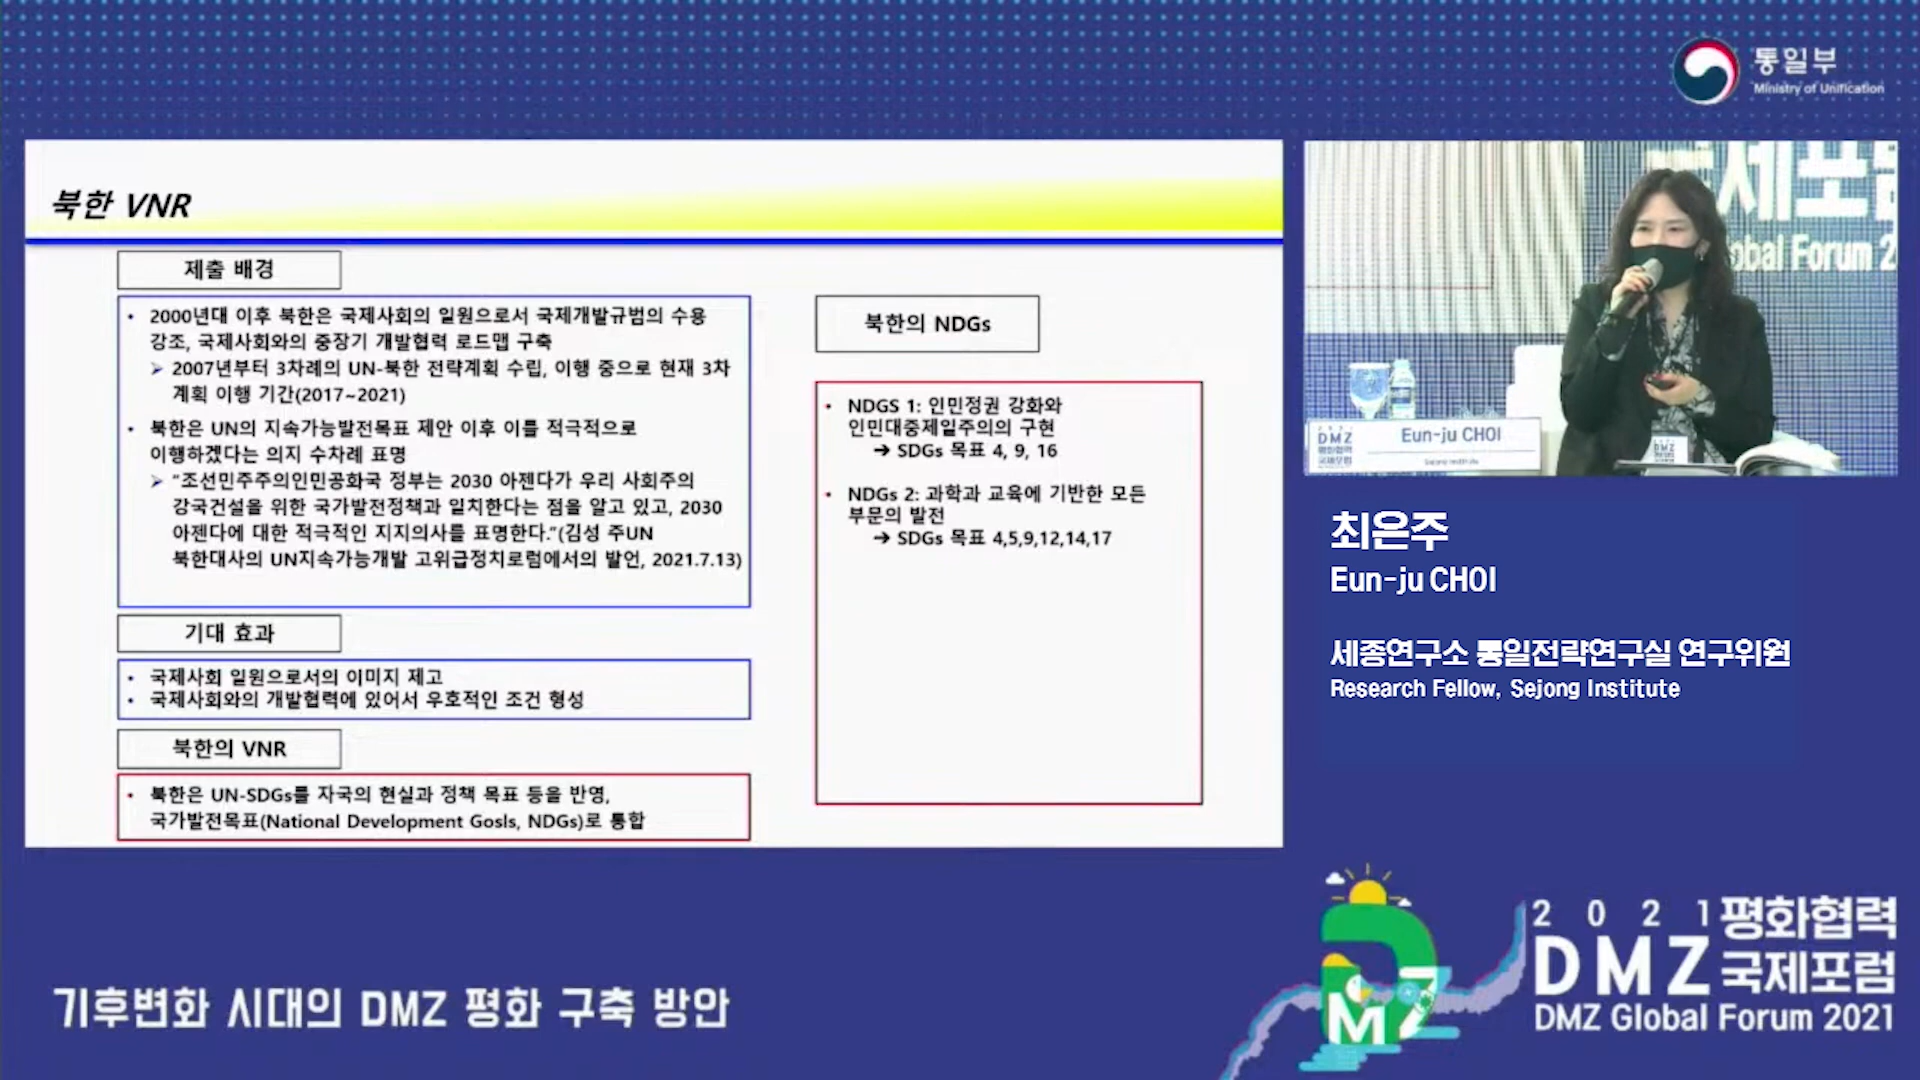 통일부
Ministry of Unification
북한 VNR
제출 배경
• 2000년대 이후 북한은 국제사회의 일원으로서 국제개발규범의 수용
강조, 국제사회와의 중장기 개발협력 로드맵 구축
➢ 2007년부터 3차례의 UN-북한 전략계획 수립, 이행 중으로 현재 3차
계획 이행 기간(2017~2021)
• 북한은 UN의 지속가능발전목표 제안 이후 이를 적극적으로
이행하겠다는 의지 수차례 표명
➢ “조선민주주의인민공화국 정부는 2030 아젠다가 우리 사회주의
강국건설을 위한 국가발전정책과 일치한다는 점을 알고 있고, 2030
아젠다에 대한 적극적인 지지의사를 표명한다.”(김성 주UN
북한대사의 UN지속가능개발 고위급정치로럼에서의 발언, 2021.7.13)
기대 효과
• 국제사회 일원으로서의 이미지 제고
• 국제사회와의 개발협력에 있어서 우호적인 조건 형성
북한의 VNR
• 북한은 UN-SDGs를 자국의 현실과 정책 목표 등을 반영,
국가발전목표(National Development Gosls, NDGs)로 통합
북한의 NDGs
• NDGS 1: 인민정권 강화와
인민대중제일주의의 구현
➔ SDGs 목표 4, 9, 16
• NDGs 2: 과학과 교육에 기반한 모든
부문의 발전
➔ SDGs 목표 4,5,9,12,14,17
세포
obal Forum 2
DMZ
평화협력
국제포럼
Eun-ju CHOI
Sejong Institute
최은주
Eun-ju CHOI
세종연구소 통일전략연구실 연구위원
Research Fellow, Sejong Institute
기후변화 시대의 DMZ 평화 구축 방안
DMZ
2021 평화협력
DMZ 국제포럼
DMZ Global Forum 2021